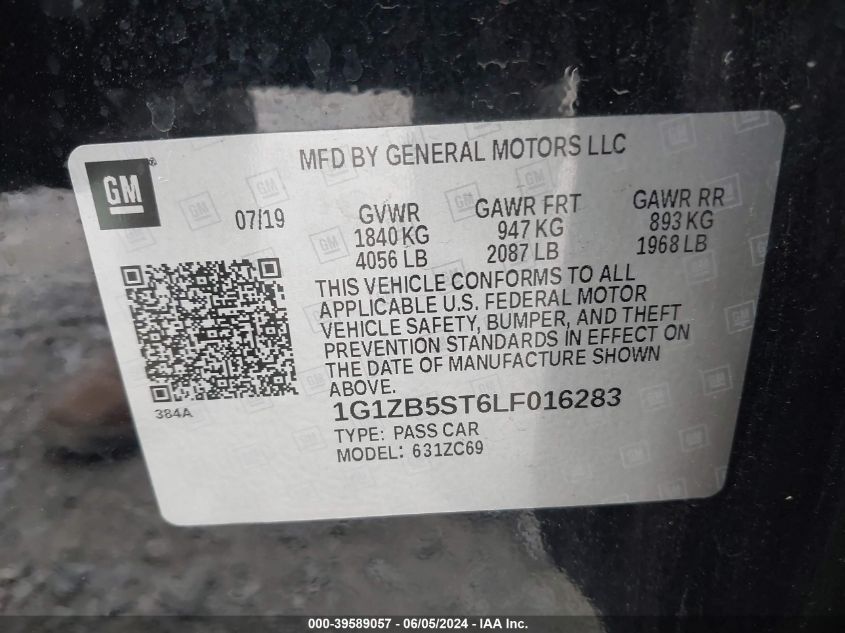 MFD BY GENERAL MOTORS LLC
GM®
07/19
GVWR
1840 KG
4056 LB
GAWR FRT
947 KG
2087 LB
GAWR RR
893 KG
1968 LB
THIS VEHICLE CONFORMS TO ALL
APPLICABLE U.S. FEDERAL MOTOR
VEHICLE SAFETY, BUMPER, AND THEFT
PREVENTION STANDARDS IN EFFECT ON
THE DATE OF MANUFACTURE SHOWN
ABOVE.
384A
1G1ZB5ST6LF016283
TYPE: PASS CAR
MODEL: 631ZC69
000-39589057 - 06/05/2024 - IAA Inc.